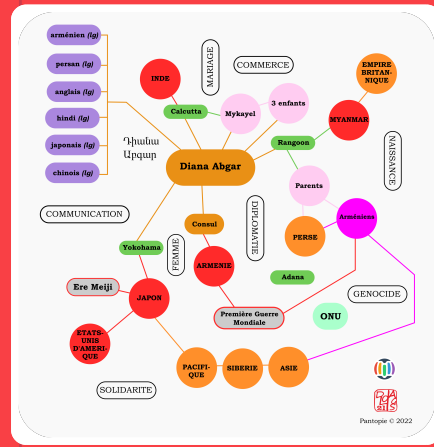 arménien (lg)
persan (lg)
anglais (lg)
hindi (lg)
japonais (lg)
chinois (lg)
MARIAGE
COMMERCE
INDE
EMPIRE
BRITAN-
NIQUE
Calcutta
Mykayel
3 enfants
MYANMAR
Դիանա
Աբգար
Rangoon
NAISSANCE
Diana Abgar
Parents
COMMUNICATION
Consul
DIPLOMATIE
Arméniens
PERSE
Yokohama
FEMME
ARMENIE
Adana
Ere Meiji
JAPON
GENOCIDE
Première Guerre
Mondiale
ONU
ETATS-
UNIS
D'AMERI-
QUE
PACIFI-
QUE
SIBERIE
ASIE
SOLIDARITE
Pantopie © 2022